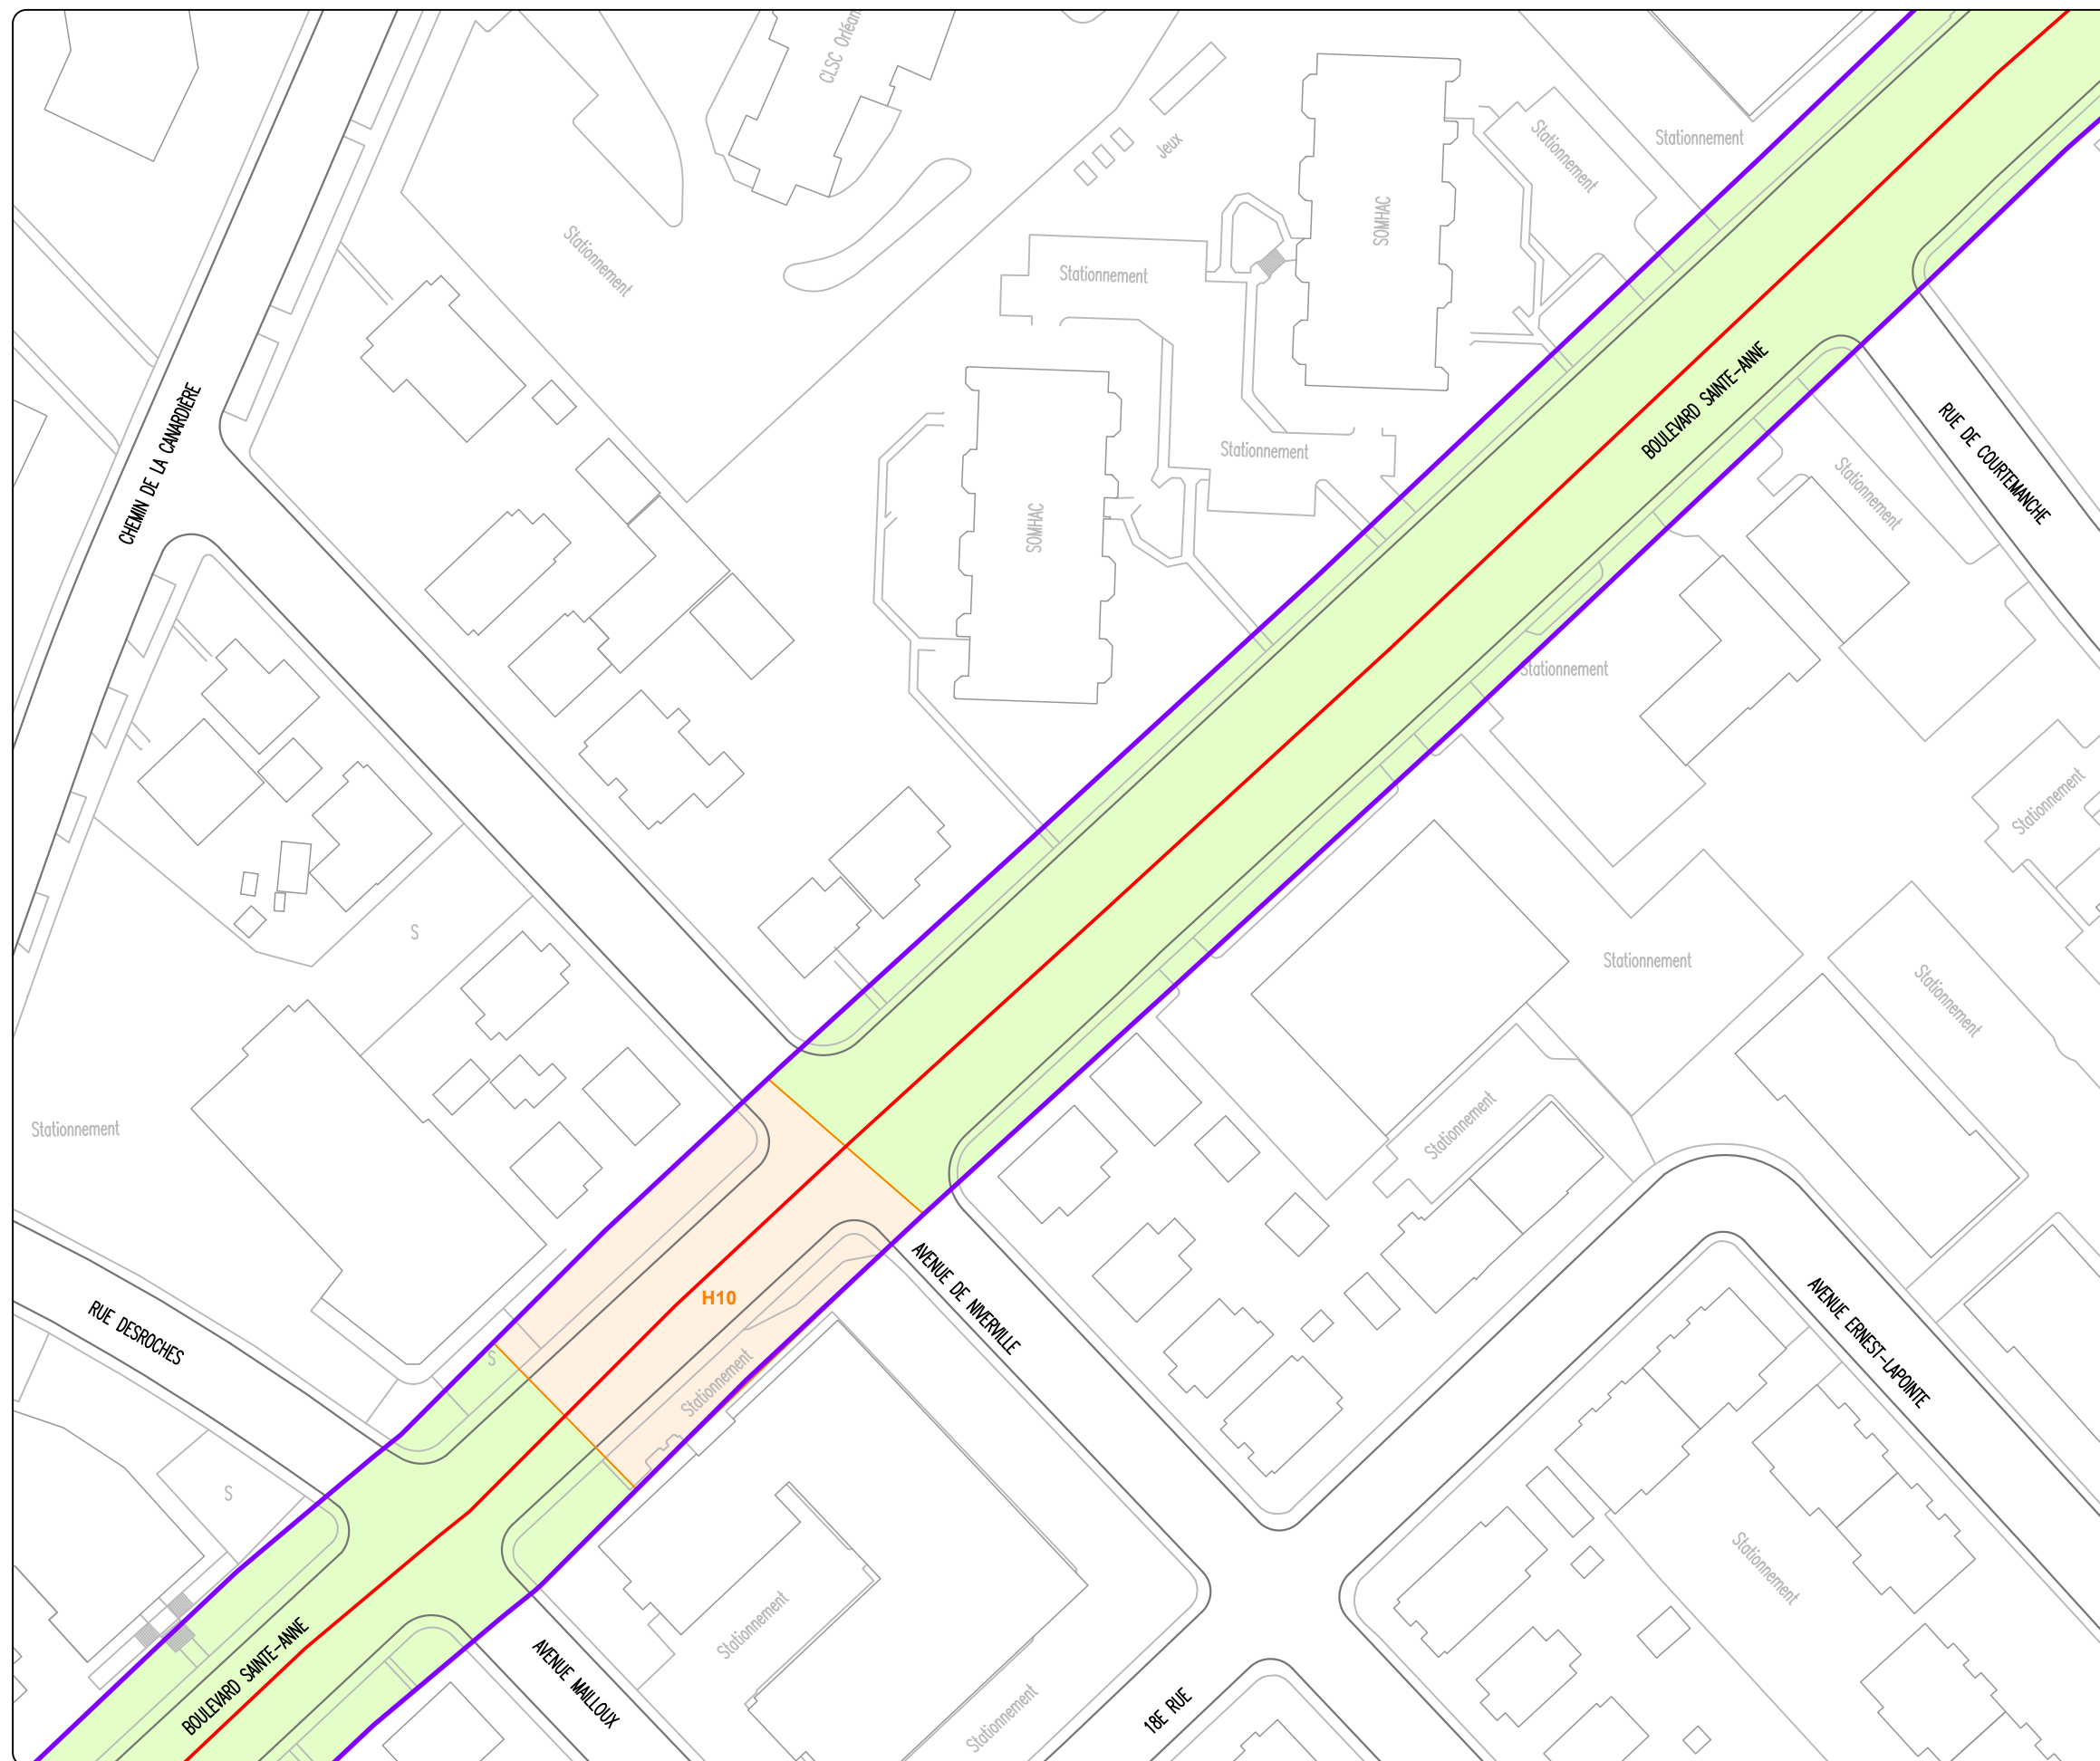 CLSC Orléan
Jeux
Stationnement
Stationnement
SOMHAC
Stationnement
Stationnement
BOULEVARD SAINTE-ANNE
CHEMIN DE LA CANARDIÈRE
RUE DE COURTEMANCHE
Stationnement
Stationnement
SOMHAC
Stationnement
Stationnement
S
Stationnement
Stationnement
Stationnement
Stationnement
H10
AVENUE DE NIVERVILLE
RUE DESROCHES
AVENUE ERNEST-LAPOINTE
S
Stationnement
S
Stationnement
Stationnement
BOULEVARD SAINTE-ANNE
AVENUE MAILLOUX
18E RUE
Stationnement